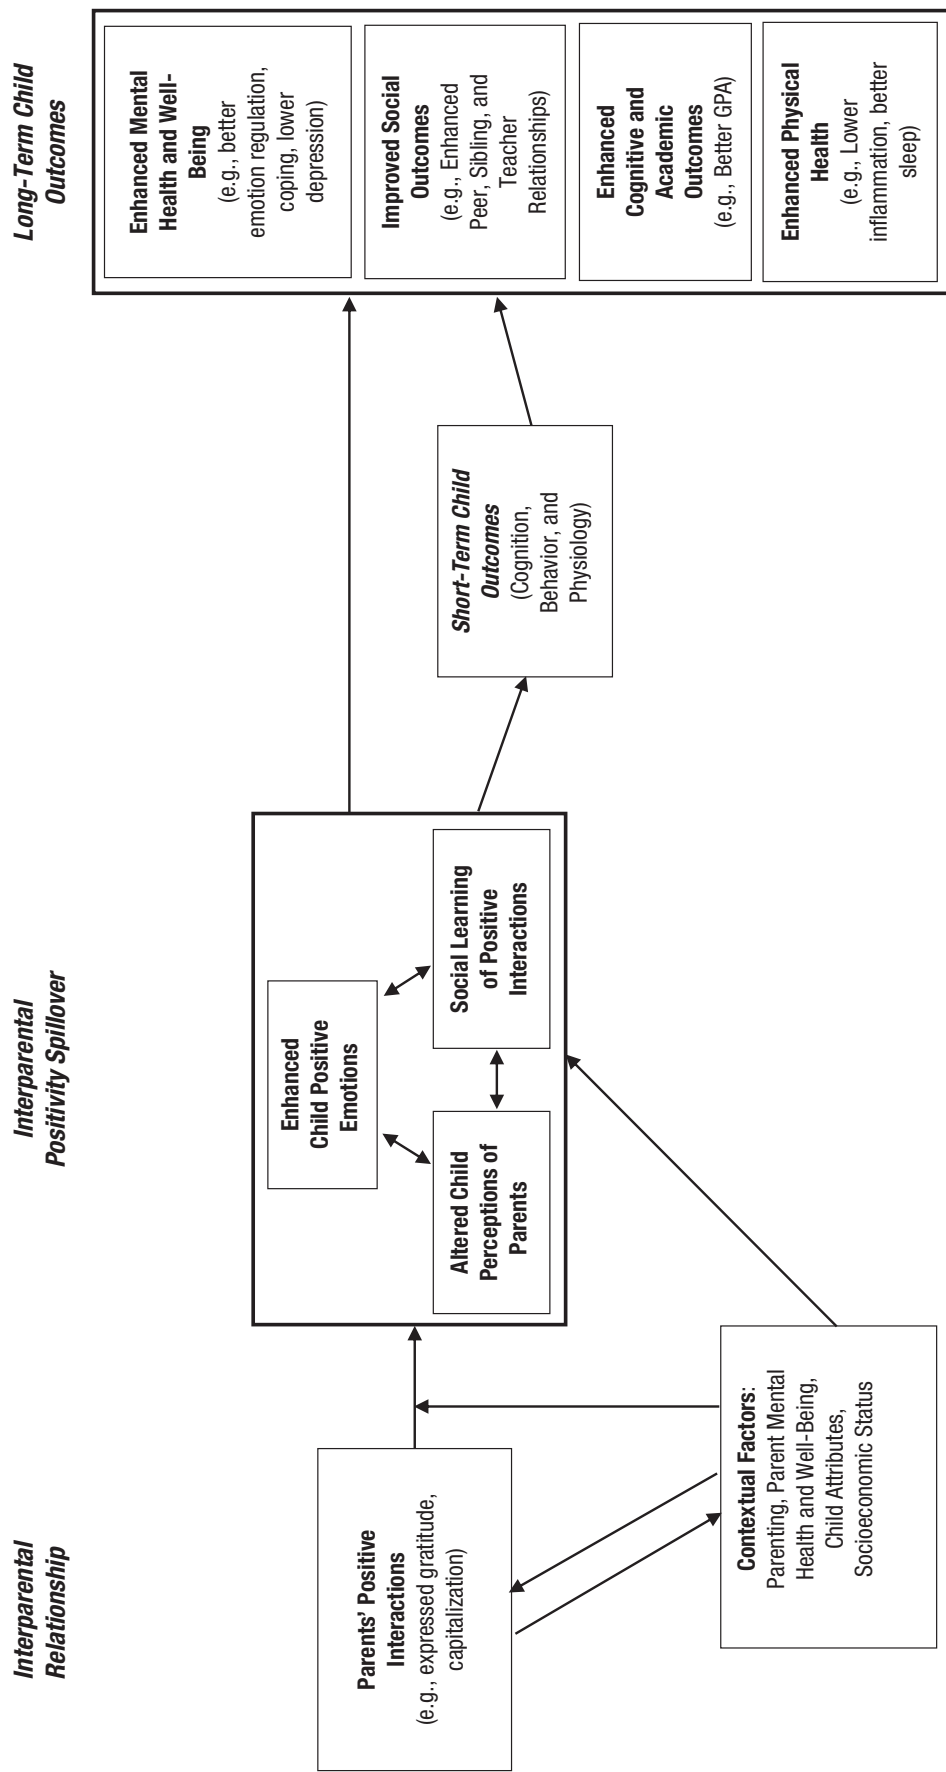 Interparental
Relationship
Interparental
Positivity Spillover
Long-Term Child
Outcomes
Parents’ Positive
Interactions
(e.g., expressed gratitude,
capitalization)
Contextual Factors:
Parenting, Parent Mental
Health and Well-Being,
Child Attributes,
Socioeconomic Status
Enhanced
Child Positive
Emotions
Altered Child
Perceptions of
Parents
Social Learning
of Positive
Interactions
Short-Term Child
Outcomes
(Cognition,
Behavior, and
Physiology)
Enhanced Mental
Health and Well-
Being
(e.g., better
emotion regulation,
coping, lower
depression)
Improved Social
Outcomes
(e.g., Enhanced
Peer, Sibling, and
Teacher
Relationships)
Enhanced
Cognitive and
Academic
Outcomes
(e.g., Better GPA)
Enhanced Physical
Health
(e.g., Lower
inflammation, better
sleep)